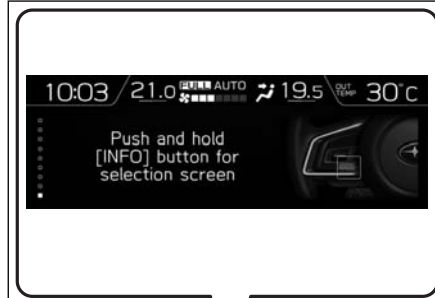 10:03 21.0 FULL AUTO 19.5 OUT TEMP 30°C
Push and hold
[INFO] button for
selection screen